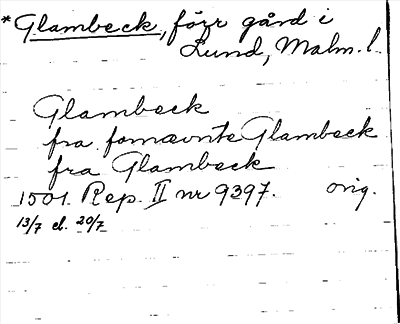 *Glambeck, förr gård i
Lund, Malm. l.
Glambeck
fra fornævnte Glambeck
fra Glambeck
1501. Rep. II nr 9397. orig.
13/7 el. 20/7